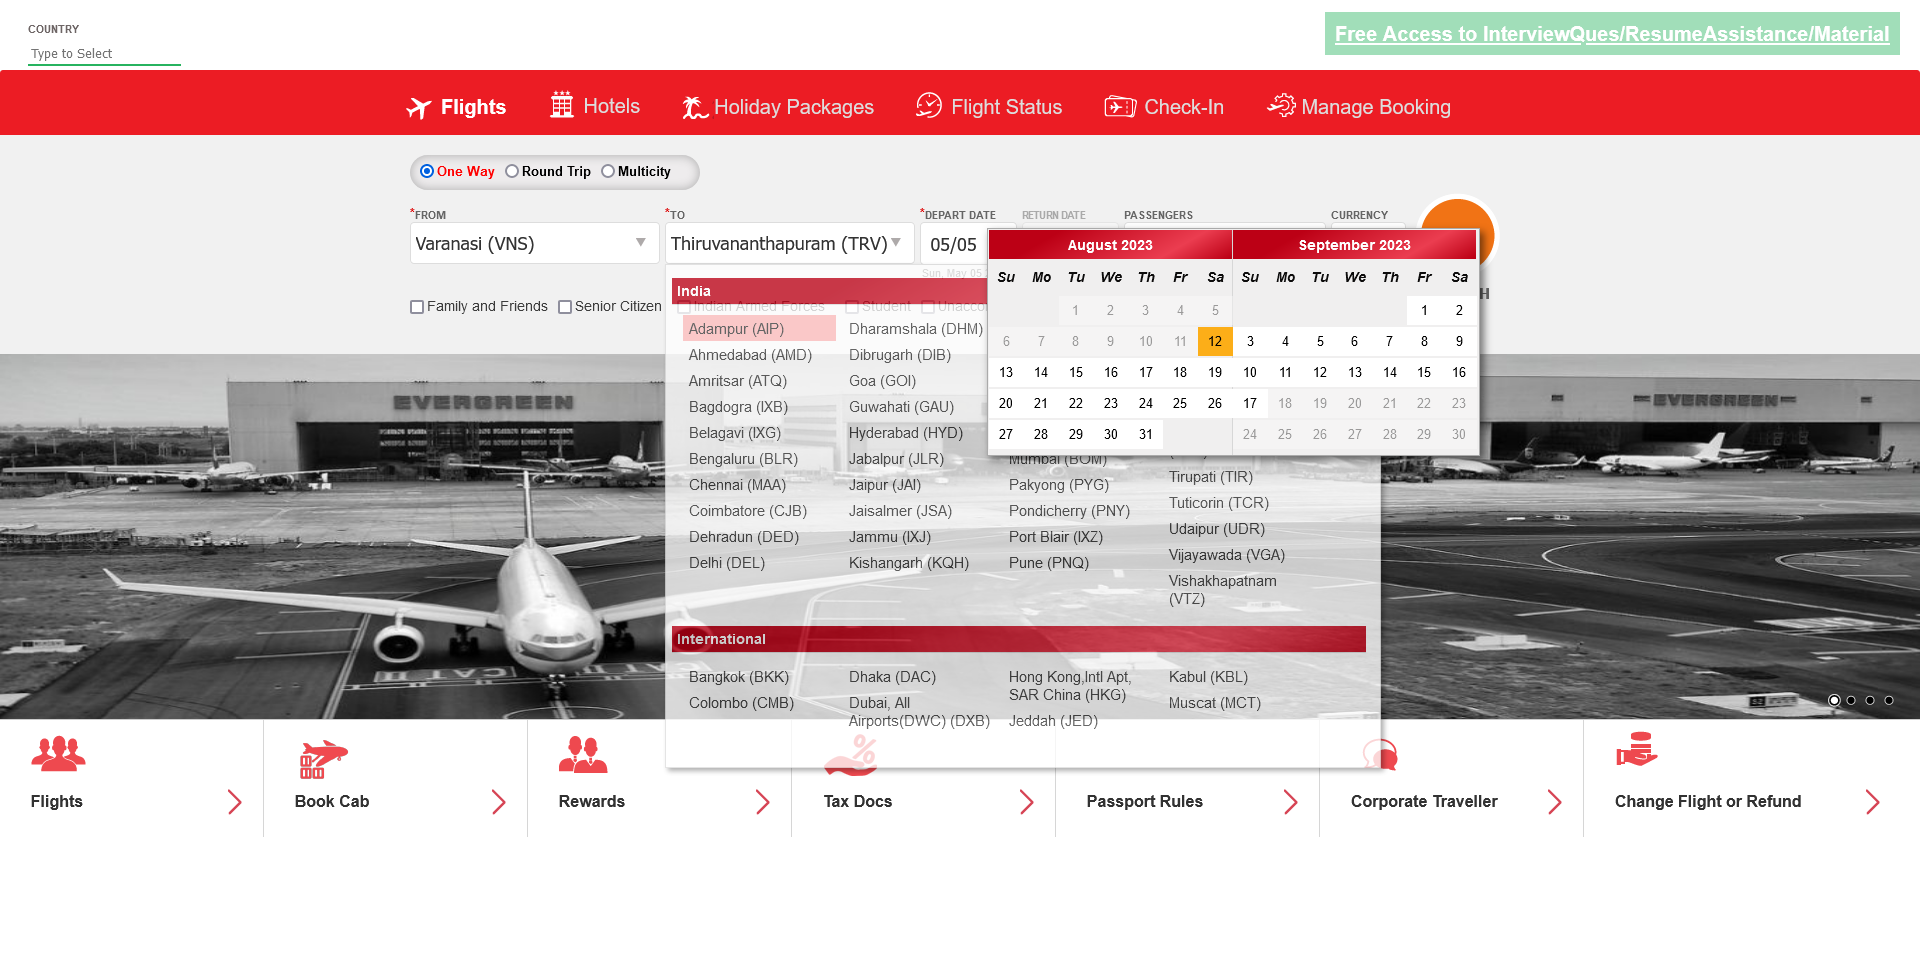 COUNTRY
Type to Select
Free Access to InterviewQues/ResumeAssistance/Material
Flights Hotels Holiday Packages Flight Status Check-In Manage Booking
One Way Round Trip Multicity
*FROM *TO *DEPART DATE RETURN DATE PASSENGERS CURRENCY
Varanasi (VNS) Thiruvananthapuram (TRV) 05/05
Sun, May 05
Family and Friends Senior Citizen Indian Armed Forces Student Unacco
H
August 2023 September 2023
Su Mo Tu We Th Fr Sa Su Mo Tu We Th Fr Sa
1 2 3 4 5 1 2
6 7 8 9 10 11 12 3 4 5 6 7 8 9
13 14 15 16 17 18 19 10 11 12 13 14 15 16
20 21 22 23 24 25 26 17 18 19 20 21 22 23
27 28 29 30 31 24 25 26 27 28 29 30
India
Adampur (AIP)
Ahmedabad (AMD)
Amritsar (ATQ)
Bagdogra (IXB)
Belagavi (IXG)
Bengaluru (BLR)
Chennai (MAA)
Coimbatore (CJB)
Dehradun (DED)
Delhi (DEL)
Dharamshala (DHM)
Dibrugarh (DIB)
Goa (GOI)
Guwahati (GAU)
Hyderabad (HYD)
Jabalpur (JLR)
Jaipur (JAI)
Jaisalmer (JSA)
Jammu (IXJ)
Kishangarh (KQH)
Mumbai (BOM)
Pakyong (PYG)
Pondicherry (PNY)
Port Blair (IXZ)
Pune (PNQ)
Tirupati (TIR)
Tuticorin (TCR)
Udaipur (UDR)
Vijayawada (VGA)
Vishakhapatnam
(VTZ)
International
Bangkok (BKK)
Colombo (CMB)
Dhaka (DAC)
Dubai, All
Airports(DWC) (DXB)
Hong Kong,Intl Apt,
SAR China (HKG)
Jeddah (JED)
Kabul (KBL)
Muscat (MCT)
EVERGREEN
EVERGREEN
CAT II
Flights
Book Cab
Rewards
Tax Docs
Passport Rules
Corporate Traveller
Change Flight or Refund